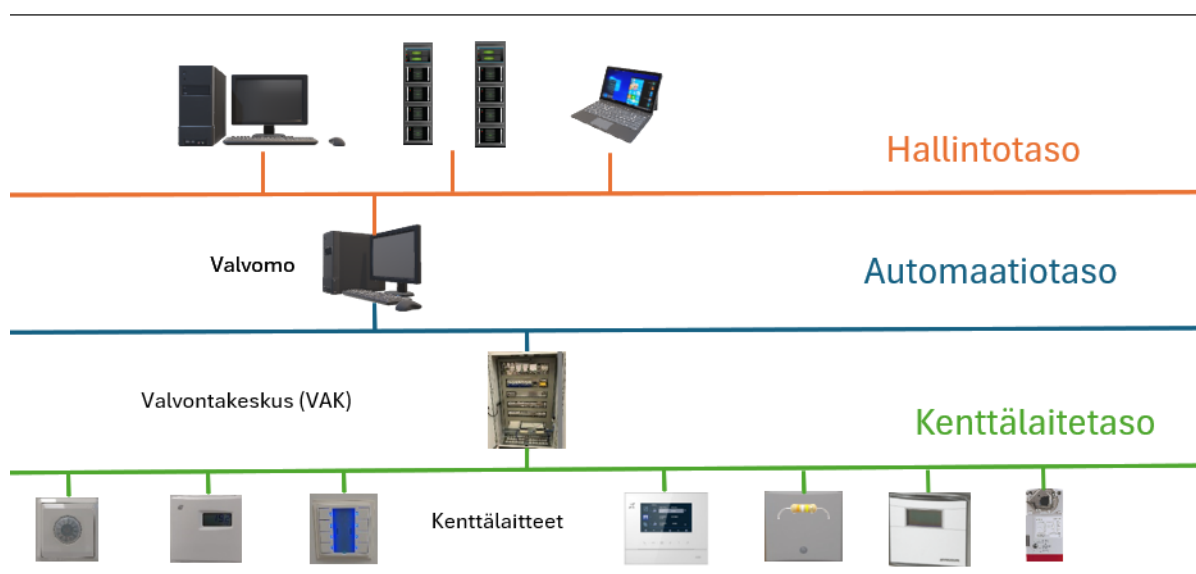 Hallintotaso
Valvomo
Automaatiotaso
Valvontakeskus (VAK)
Kenttälaitetaso
Kenttälaitteet